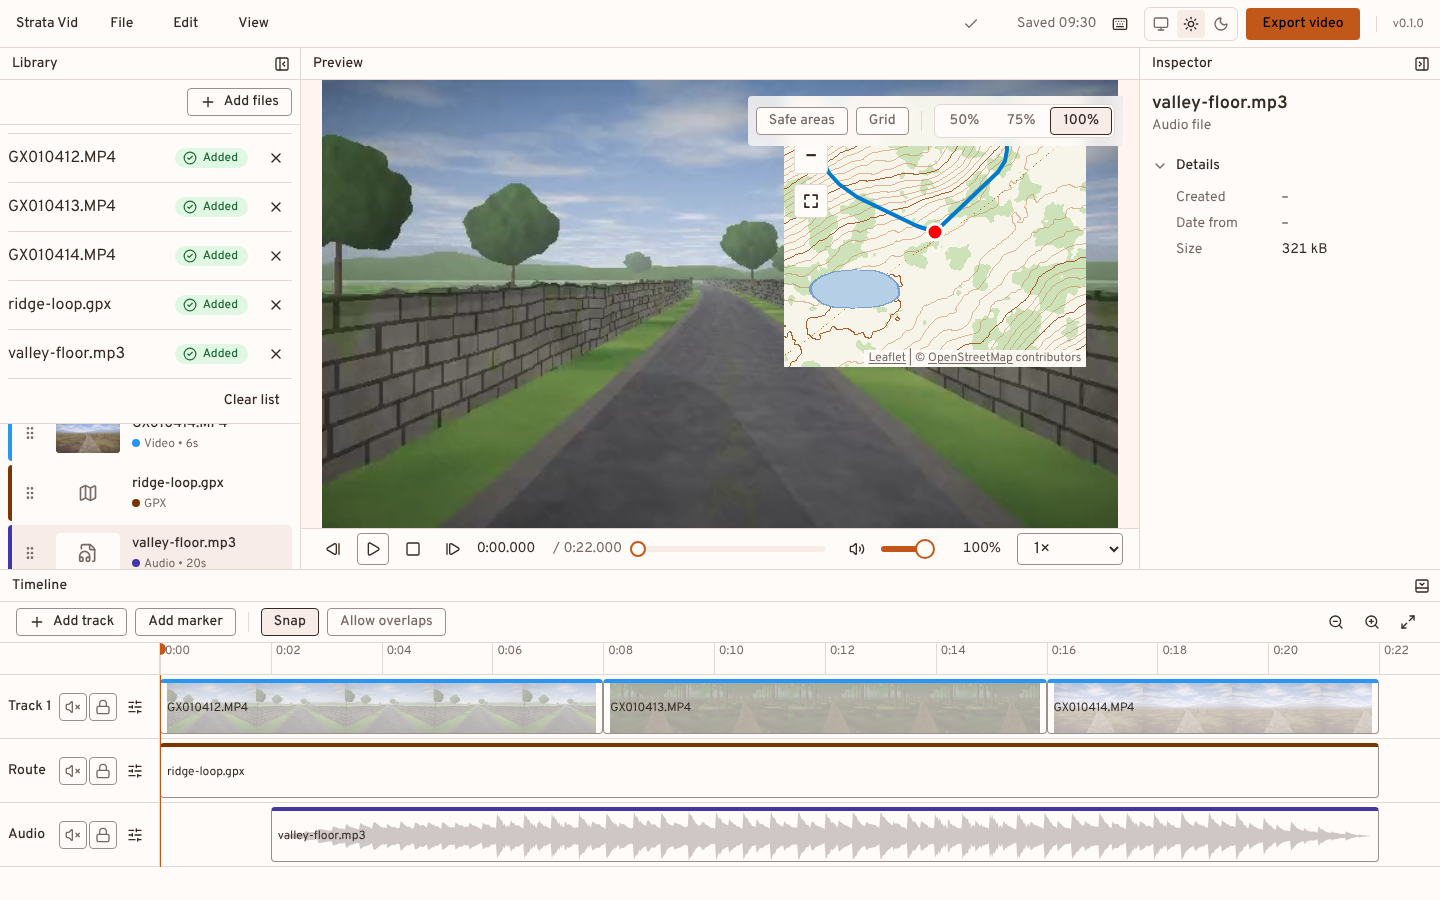 Strata Vid File Edit View Saved 09:30 Export video v0.1.0
Library
Preview
Inspector
Add files
GX010412.MP4 Added
GX010413.MP4 Added
GX010414.MP4 Added
ridge-loop.gpx Added
valley-floor.mp3 Added
Clear list
GX010414.MP4
Video • 6s
ridge-loop.gpx
GPX
valley-floor.mp3
Audio • 20s
Safe areas Grid 50% 75% 100%
Leaflet | © OpenStreetMap contributors
0:00.000 / 0:22.000 100% 1×
valley-floor.mp3
Audio file
Details
Created –
Date from –
Size 321 kB
Timeline
Add track Add marker Snap Allow overlaps
0:00 0:02 0:04 0:06 0:08 0:10 0:12 0:14 0:16 0:18 0:20 0:22
Track 1 GX010412.MP4 GX010413.MP4 GX010414.MP4
Route ridge-loop.gpx
Audio valley-floor.mp3